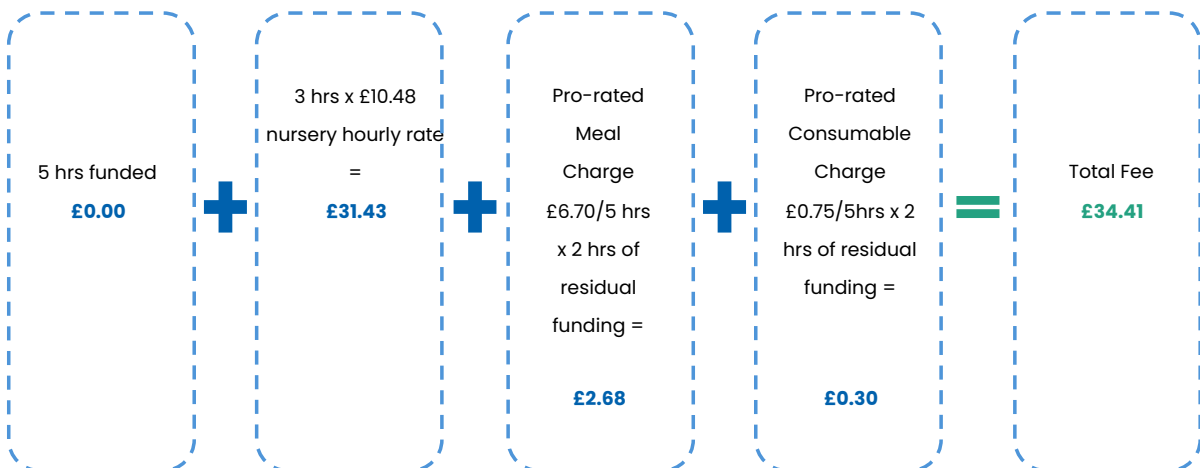 5 hrs funded
£0.00
3 hrs x £10.48
nursery hourly rate
=
£31.43
Pro-rated
Meal
Charge
£6.70/5 hrs
x 2 hrs of
residual
funding =
£2.68
Pro-rated
Consumable
Charge
£0.75/5hrs x 2
hrs of residual
funding =
£0.30
Total Fee
£34.41